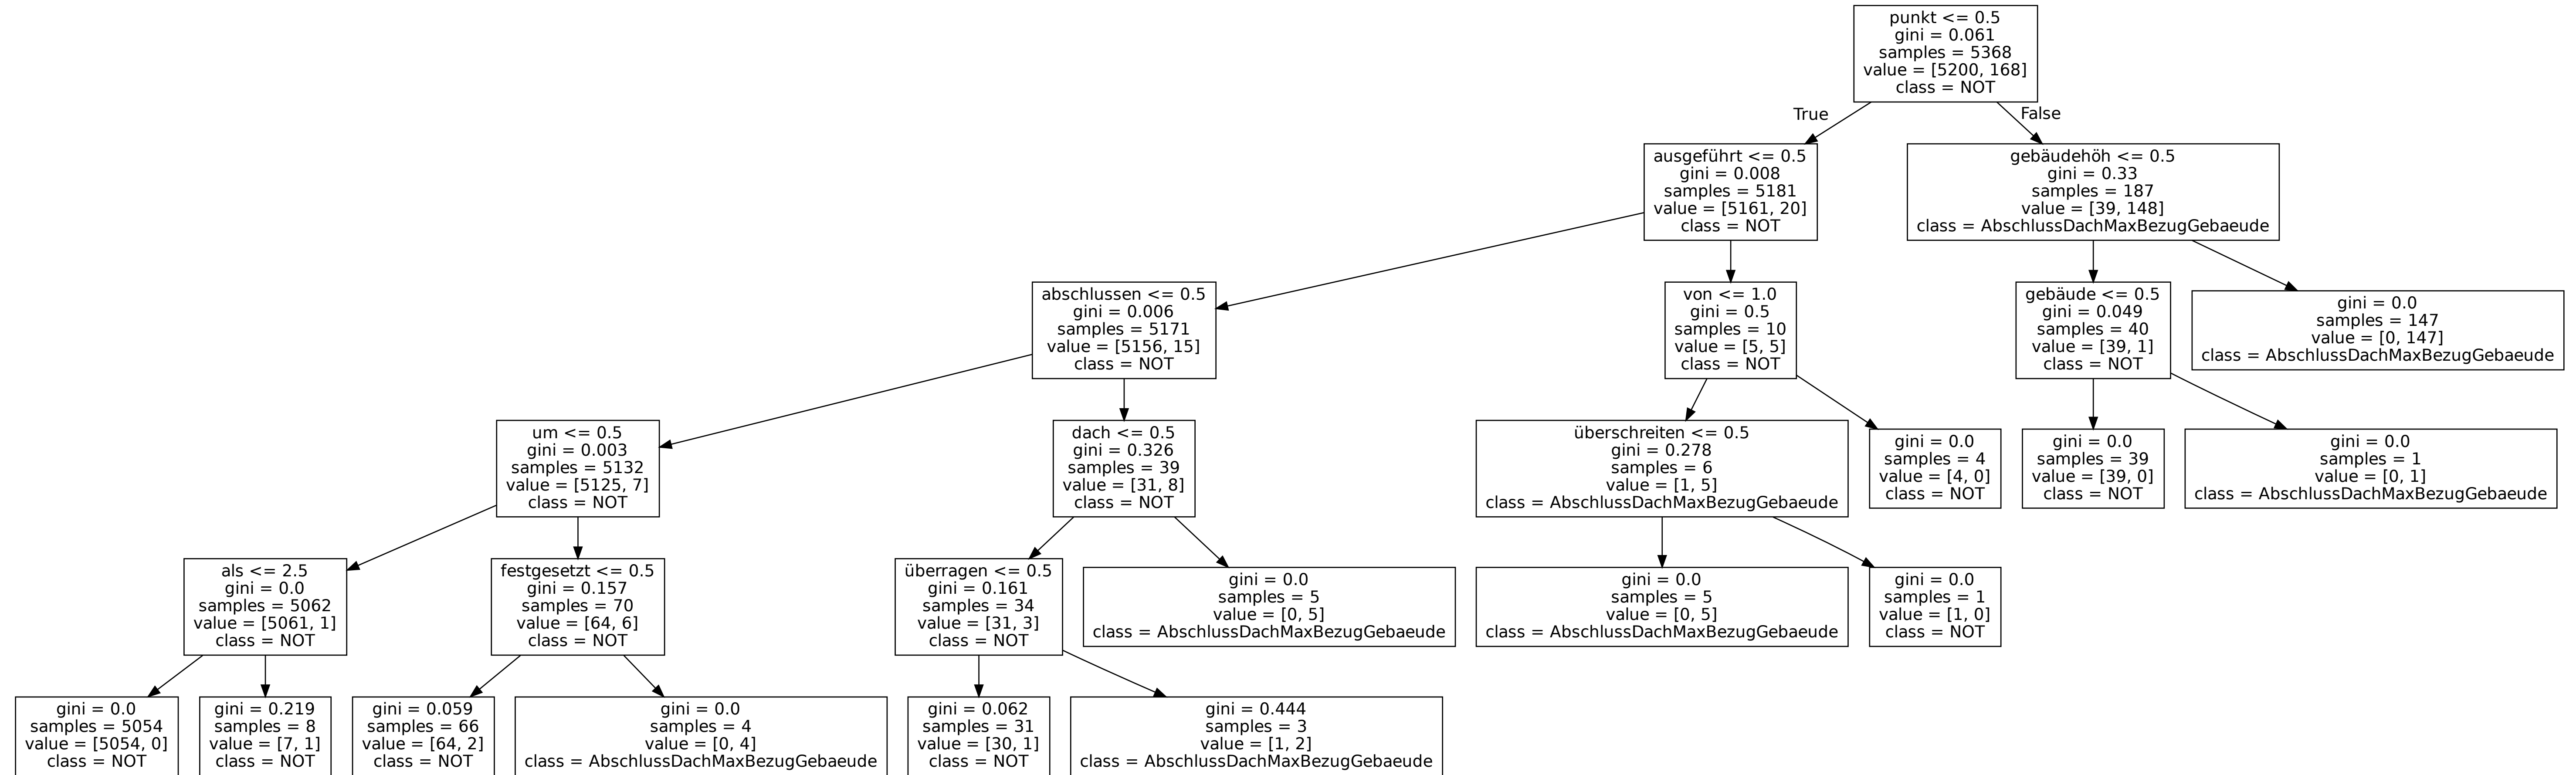 punkt <= 0.5
gini = 0.061
samples = 5368
value = [5200, 168]
class = NOT
True
False
ausgeführt <= 0.5
gini = 0.008
samples = 5181
value = [5161, 20]
class = NOT
gebäudehöh <= 0.5
gini = 0.33
samples = 187
value = [39, 148]
class = AbschlussDachMaxBezugGebaeude
abschlussen <= 0.5
gini = 0.006
samples = 5171
value = [5156, 15]
class = NOT
von <= 1.0
gini = 0.5
samples = 10
value = [5, 5]
class = NOT
gebäude <= 0.5
gini = 0.049
samples = 40
value = [39, 1]
class = NOT
gini = 0.0
samples = 147
value = [0, 147]
class = AbschlussDachMaxBezugGebaeude
um <= 0.5
gini = 0.003
samples = 5132
value = [5125, 7]
class = NOT
dach <= 0.5
gini = 0.326
samples = 39
value = [31, 8]
class = NOT
überschreiten <= 0.5
gini = 0.278
samples = 6
value = [1, 5]
class = AbschlussDachMaxBezugGebaeude
gini = 0.0
samples = 4
value = [4, 0]
class = NOT
gini = 0.0
samples = 39
value = [39, 0]
class = NOT
gini = 0.0
samples = 1
value = [0, 1]
class = AbschlussDachMaxBezugGebaeude
als <= 2.5
gini = 0.0
samples = 5062
value = [5061, 1]
class = NOT
festgesetzt <= 0.5
gini = 0.157
samples = 70
value = [64, 6]
class = NOT
überragen <= 0.5
gini = 0.161
samples = 34
value = [31, 3]
class = NOT
gini = 0.0
samples = 5
value = [0, 5]
class = AbschlussDachMaxBezugGebaeude
gini = 0.0
samples = 5
value = [0, 5]
class = AbschlussDachMaxBezugGebaeude
gini = 0.0
samples = 1
value = [1, 0]
class = NOT
gini = 0.0
samples = 5054
value = [5054, 0]
class = NOT
gini = 0.219
samples = 8
value = [7, 1]
class = NOT
gini = 0.059
samples = 66
value = [64, 2]
class = NOT
gini = 0.0
samples = 4
value = [0, 4]
class = AbschlussDachMaxBezugGebaeude
gini = 0.062
samples = 31
value = [30, 1]
class = NOT
gini = 0.444
samples = 3
value = [1, 2]
class = AbschlussDachMaxBezugGebaeude